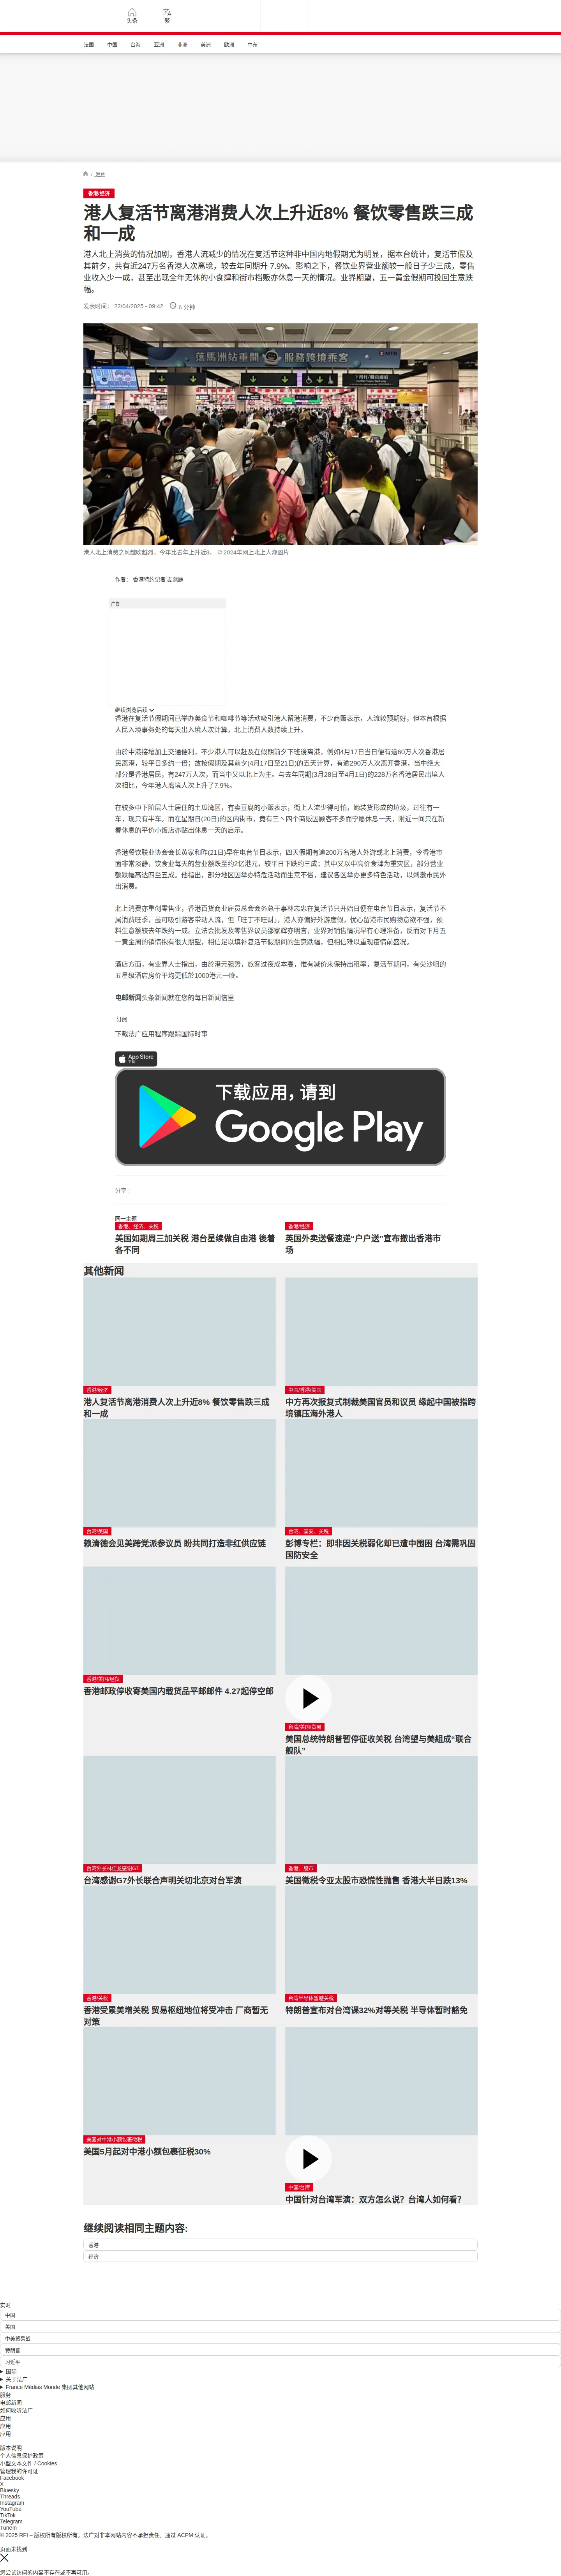 头条
繁
法国
中国
台海
亚洲
非洲
美洲
欧洲
中东
/ 港台
香港/经济
港人复活节离港消费人次上升近8% 餐饮零售跌三成
和一成
港人北上消费的情况加剧，香港人流减少的情况在复活节这种非中国内地假期尤为明显，据本台统计，复活节假及
其前夕，共有近247万名香港人次离境，较去年同期升 7.9%。影响之下，餐饮业界营业额较一般日子少三成，零售
业收入少一成，甚至出现全年无休的小食肆和街市档贩亦休息一天的情况。业界期望，五一黄金假期可挽回生意跌
幅。
发表时间： 22/04/2025 - 09:42
6 分钟
落馬洲站重開 服務跨境乘客
港人北上消费之风越吹越烈，今年比去年上升近8。 © 2024年网上北上人潮图片
作者： 香港特约记者 麦燕庭
广告
继续浏览后续
香港在复活节假期间已举办美食节和咖啡节等活动吸引港人留港消费，不少商贩表示，人流较预期好，但本台根据
人民入境事务处的每天出入境人次计算，北上消费人数持续上升。
由於中港接壤加上交通便利，不少港人可以赶及在假期前夕下班後离港，例如4月17日当日便有逾60万人次香港居
民离港，较平日多约一倍；故按假期及其前夕(4月17日至21日)的五天计算，有逾290万人次离开香港，当中绝大
部分是香港居民，有247万人次，而当中又以北上为主。与去年同期(3月28日至4月1日)的228万名香港居民出境人
次相比，今年港人离境人次上升了7.9%。
在较多中下阶层人士居住的土瓜湾区，有卖豆腐的小贩表示，街上人流少得可怕，她装货形成的垃圾，过往有一
车，现只有半车。而在星期日(20日)的区内街市，竟有三丶四个商贩因顾客不多而宁愿休息一天，附近一间只在新
春休息的平价小饭店亦贴出休息一天的启示。
香港餐饮联业协会会长黄家和昨(21日)早在电台节目表示，四天假期有逾200万名港人外游或北上消费，令香港市
面非常淡静，饮食业每天的营业额跌至约2亿港元，较平日下跌约三成；其中又以中高价食肆为重灾区，部分营业
额跌幅高达四至五成。他指出，部分地区因举办特色活动而生意不俗，建议各区举办更多特色活动，以刺激市民外
出消费。
北上消费亦重创零售业，香港百货商业雇员总会会务总干事林志忠在复活节只开始日便在电台节目表示，复活节不
属消费旺季，虽可吸引游客带动人流，但「旺丁不旺财」，港人亦偏好外游度假，忧心留港市民购物意欲不强，预
料生意额较去年跌约一成。立法会批发及零售界议员邵家辉亦明言，业界对销售情况早有心理准备，反而对下月五
一黄金周的销情抱有很大期望，相信足以填补复活节假期间的生意跌幅，但相信难以重现疫情前盛况。
酒店方面，有业界人士指出，由於港元强势，旅客过夜成本高，惟有减价来保持出租率，复活节期间，有尖沙咀的
五星级酒店房价平均更低於1000港元一晚。
电邮新闻头条新闻就在您的每日新闻信里
订阅
下载法广应用程序跟踪国际时事
App Store
下载
下载应用，请到
Google Play
分享 :
同一主题
香港、经济、关税
美国如期周三加关税 港台星续做自由港 後着
各不同
香港/经济
英国外卖送餐速递"户户送"宣布撤出香港市
场
其他新闻
香港/经济
港人复活节离港消费人次上升近8% 餐饮零售跌三成
和一成
中国/香港/美国
中方再次报复式制裁美国官员和议员 缘起中国被指跨
境镇压海外港人
台湾/美国
赖清德会见美跨党派参议员 盼共同打造非红供应链
台湾、国安、关税
彭博专栏：即非因关税弱化却已遭中围困 台湾需巩固
国防安全
香港/美国/经贸
香港邮政停收寄美国内载货品平邮邮件 4.27起停空邮
台湾/美国/贸易
美国总统特朗普暂停征收关税 台湾望与美組成“联合
舰队”
台湾外长林佳龙感谢G7
台湾感谢G7外长联合声明关切北京对台军演
香港、股市
美国徵税令亚太股市恐慌性抛售 香港大半日跌13%
香港/关税
香港受累美增关税 贸易枢纽地位将受冲击 厂商暂无
对策
台湾半导体暂避关税
特朗普宣布对台湾课32%对等关税 半导体暂时豁免
美国对中港小额包裹徵税
美国5月起对中港小额包裹征税30%
中国/台湾
中国针对台湾军演：双方怎么说？台湾人如何看?
继续阅读相同主题内容:
香港
经济
实时
中国
美国
中美贸易战
特朗普
习近平
国际
关于法广
France Médias Monde 集团其他网站
服务
电邮新闻
如何收听法广
应用
应用
应用
版本说明
个人信息保护政策
小型文本文件 / Cookies
管理我的许可证
Facebook
X
Bluesky
Threads
Instagram
YouTube
TikTok
Telegram
TuneIn
© 2025 RFI – 版权所有版权所有。法广对非本网站内容不承担责任。通过 ACPM 认证。
页面未找到
您尝试访问的内容不存在或不再可用。